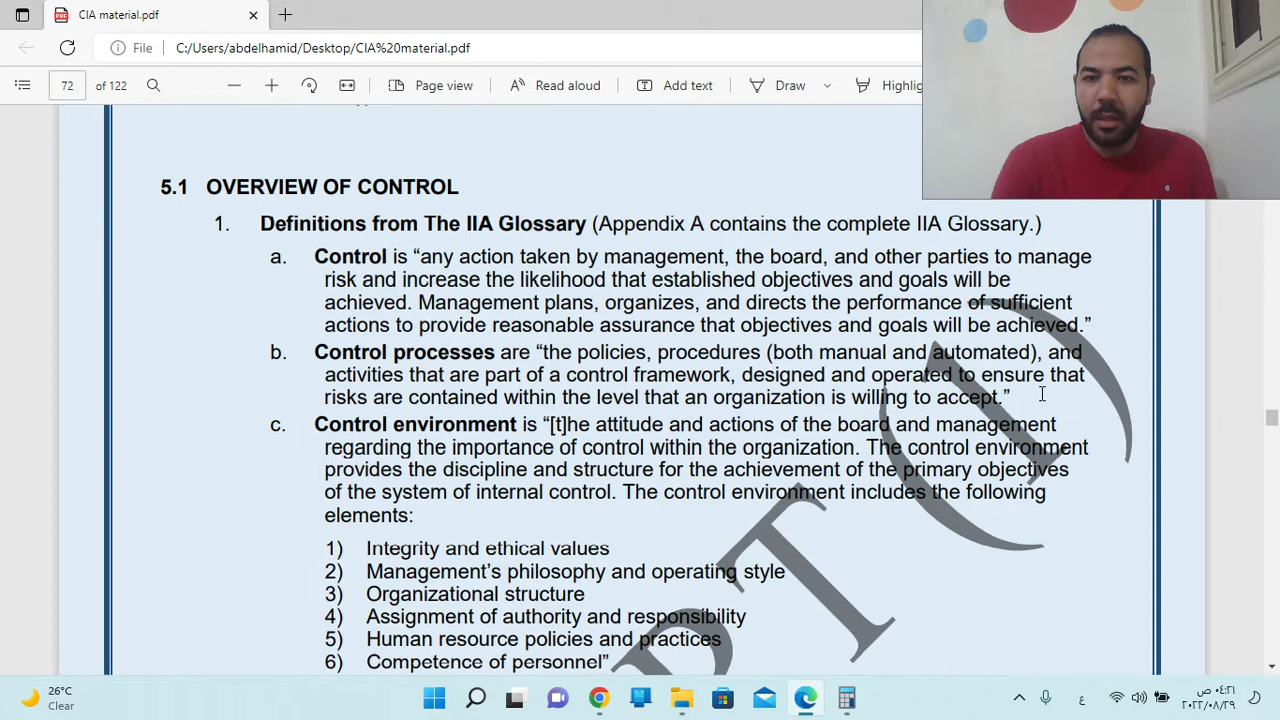 CIA material.pdf
File
C:/Users/abdelhamid/Desktop/CIA%20material.pdf
72 of 122
Page view
Read aloud
Add text
Draw
Highlig
5.1 OVERVIEW OF CONTROL
1. Definitions from The IIA Glossary (Appendix A contains the complete IIA Glossary.)
a. Control is “any action taken by management, the board, and other parties to manage
risk and increase the likelihood that established objectives and goals will be
achieved. Management plans, organizes, and directs the performance of sufficient
actions to provide reasonable assurance that objectives and goals will be achieved.”
b. Control processes are “the policies, procedures (both manual and automated), and
activities that are part of a control framework, designed and operated to ensure that
risks are contained within the level that an organization is willing to accept.”
c. Control environment is “[t]he attitude and actions of the board and management
regarding the importance of control within the organization. The control environment
provides the discipline and structure for the achievement of the primary objectives
of the system of internal control. The control environment includes the following
elements:
1) Integrity and ethical values
2) Management’s philosophy and operating style
3) Organizational structure
4) Assignment of authority and responsibility
5) Human resource policies and practices
6) Competence of personnel”
PT (I)
26°C
Clear
ع
٠٤:٢١ ص
٢٠٢٢/٠٨/٢٩